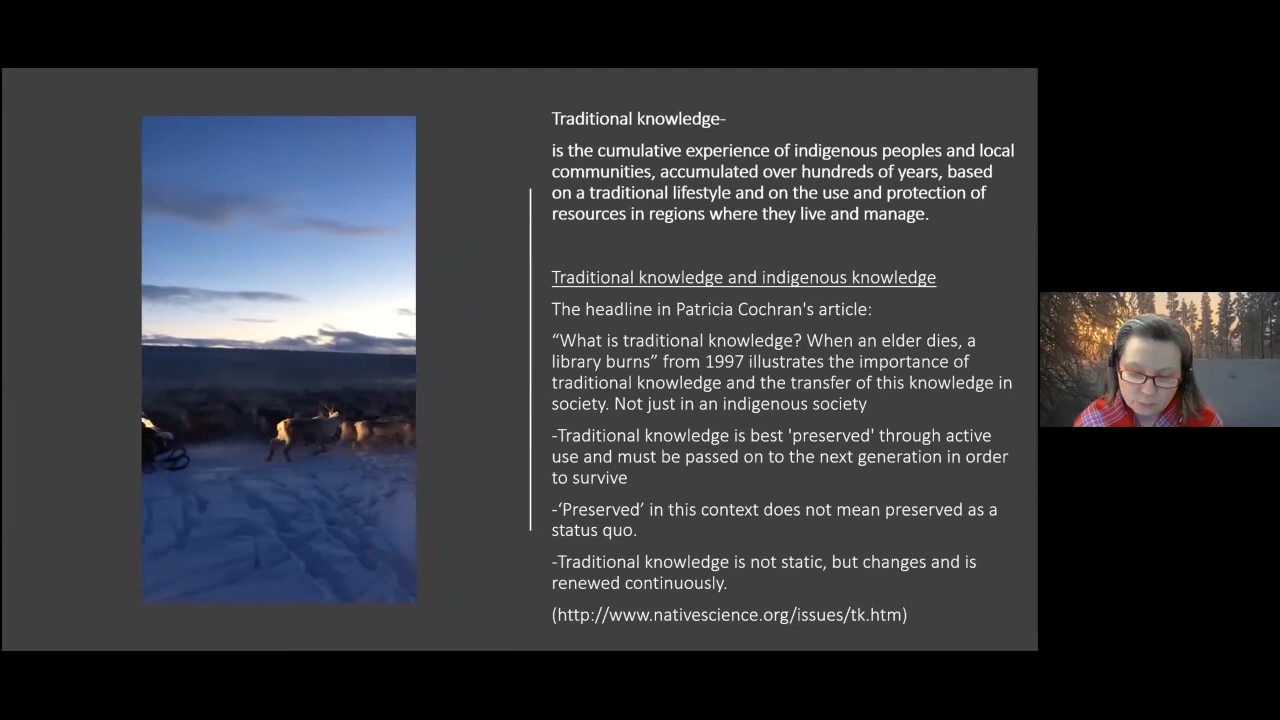 Traditional knowledge-
is the cumulative experience of indigenous peoples and local
communities, accumulated over hundreds of years, based
on a traditional lifestyle and on the use and protection of
resources in regions where they live and manage.
Traditional knowledge and indigenous knowledge
The headline in Patricia Cochran's article:
“What is traditional knowledge? When an elder dies, a
library burns” from 1997 illustrates the importance of
traditional knowledge and the transfer of this knowledge in
society. Not just in an indigenous society
-Traditional knowledge is best 'preserved' through active
use and must be passed on to the next generation in order
to survive
-‘Preserved’ in this context does not mean preserved as a
status quo.
-Traditional knowledge is not static, but changes and is
renewed continuously.
(http://www.nativescience.org/issues/tk.htm)